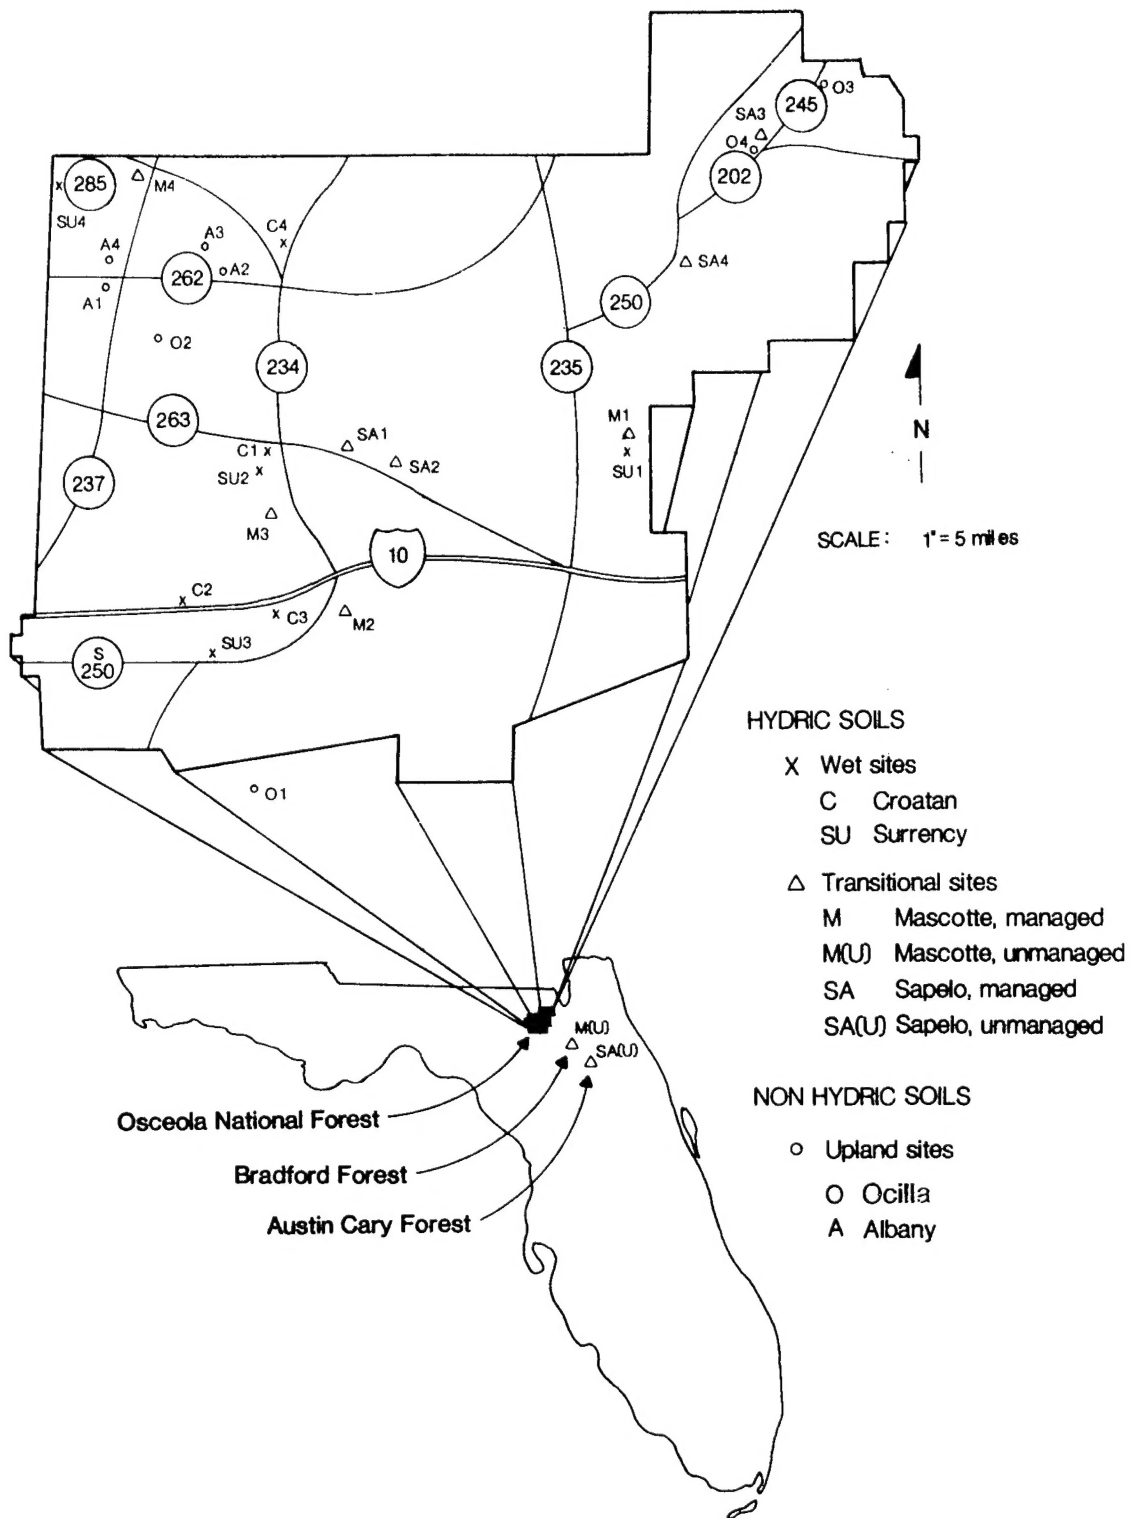 245
O3
SA3
O4
202
285
M4
SU4
C4
A3
A4
A2
262
SA4
A1
250
O2
234
235
263
M1
SA1
N
C1
SA2
SU2
SU1
237
M3
10
SCALE: 1" = 5 miles
C2
C3
M2
SU3
S
250
HYDRIC SOILS
X Wet sites
C Croatan
SU Surrency
O1
△ Transitional sites
M Mascotte, managed
M(U) Mascotte, unmanaged
SA Sapelo, managed
SA(U) Sapelo, unmanaged
M(U)
SA(U)
NON HYDRIC SOILS
Osceola National Forest
○ Upland sites
Bradford Forest
O Ocilla
Austin Cary Forest
A Albany